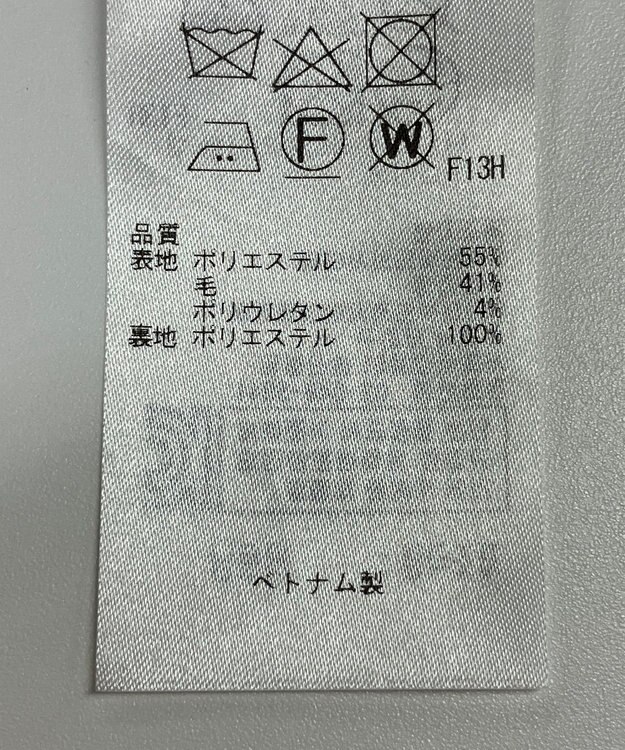 F W F13H
品質
表地 ポリエステル 55%
毛 41%
ポリウレタン 4%
裏地 ポリエステル 100%
ベトナム製